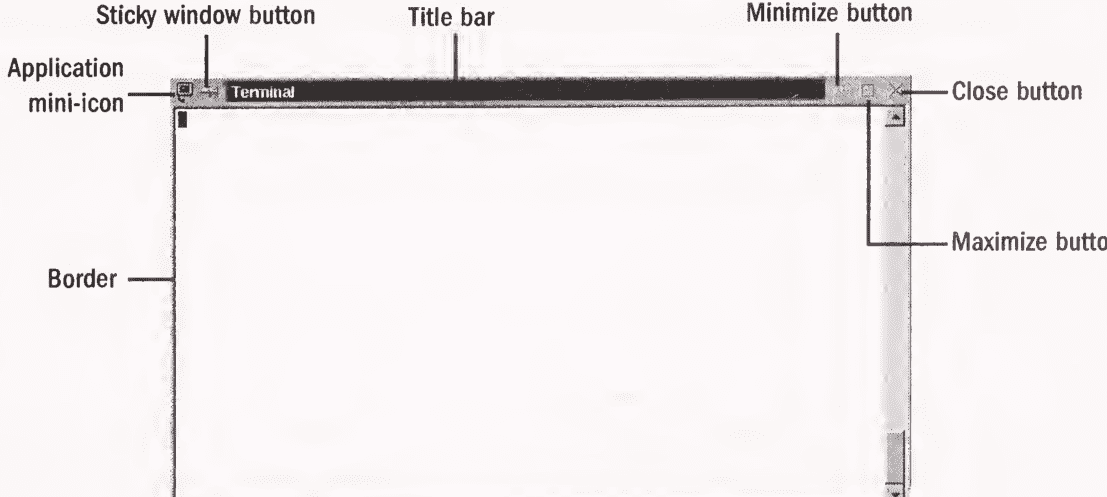 Sticky window button
Title bar
Minimize button
Application
mini-icon
Terminal
Close button
Maximize butto
Border